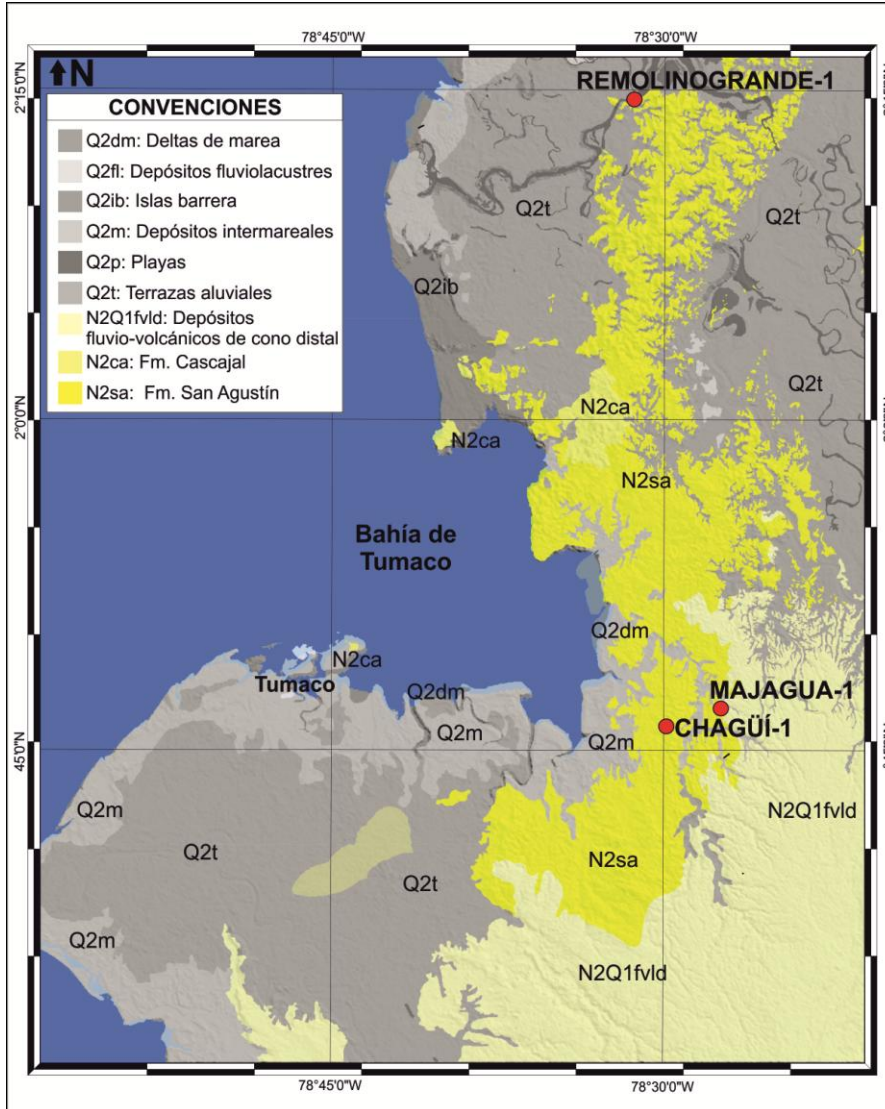 78°45'0"W
78°30'0"W
N
REMOLINOGRANDE-1
2°15'0"N
CONVENCIONES
Q2dm: Deltas de marea
Q2fl: Depósitos fluviolacustres
Q2ib: Islas barrera
Q2m: Depósitos intermareales
Q2p: Playas
Q2t: Terrazas aluviales
N2Q1fvld: Depósitos
fluvio-volcánicos de cono distal
N2ca: Fm. Cascajal
N2sa: Fm. San Agustín
Q2t
Q2t
Q2ib
Q2t
N2ca
2°0'0"N
N2ca
N2sa
Bahía de
Tumaco
Q2dm
N2ca
Tumaco
Q2dm
MAJAGUA-1
CHAGÜÍ-1
Q2m
Q2m
45'0"N
Q2m
N2Q1fvld
Q2t
N2sa
Q2t
Q2m
N2Q1fvld
78°45'0"W
78°30'0"W